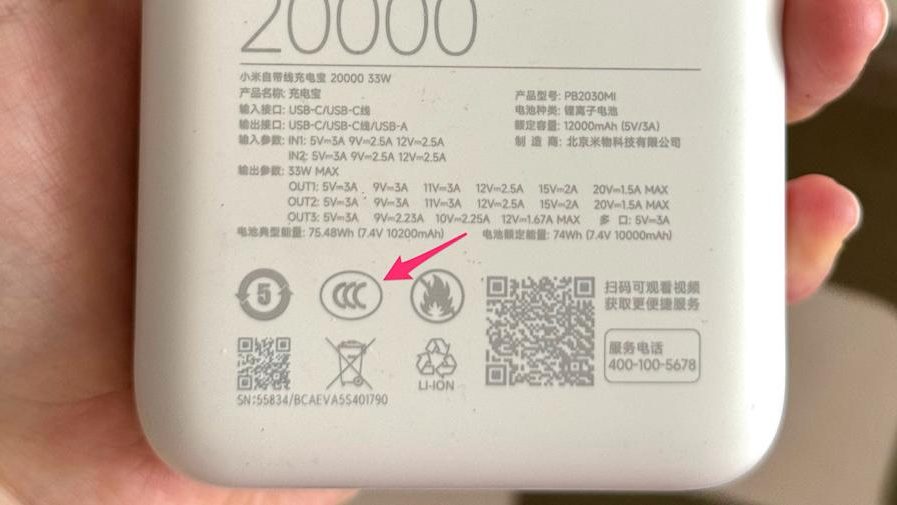 20000
小米自带线充电宝 20000 33W
产品名称: 充电宝
产品型号: PB2030MI
输入接口: USB-C/USB-C线
电池种类: 锂离子电池
输出接口: USB-C/USB-C线/USB-A
额定容量: 12000mAh (5V/3A)
输入参数: IN1: 5V⎓3A 9V⎓2.5A 12V⎓2.5A
制 造 商: 北京米物科技有限公司
IN2: 5V⎓3A 9V⎓2.5A 12V⎓2.5A
输出参数: 33W MAX
OUT1: 5V⎓3A 9V⎓3A 11V⎓3A 12V⎓2.5A 15V⎓2A 20V⎓1.5A MAX
OUT2: 5V⎓3A 9V⎓3A 11V⎓3A 12V⎓2.5A 15V⎓2A 20V⎓1.5A MAX
OUT3: 5V⎓3A 9V⎓2.23A 10V⎓2.25A 12V⎓1.67A MAX 多 口: 5V⎓3A
电池典型能量: 75.48Wh (7.4V 10200mAh) 电池额定能量: 74Wh (7.4V 10000mAh)
5
CCC
扫码可观看视频
获取更便捷服务
服务电话
400-100-5678
LI-ION
SN:55834/BCAEVA5S401790